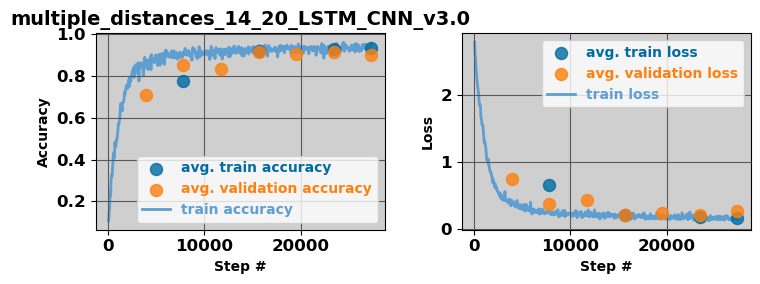 multiple_distances_14_20_LSTM_CNN_v3.0
Accuracy
1.0
0.8
0.6
0.4
0.2
avg. train accuracy
avg. validation accuracy
train accuracy
0
10000
20000
Step #
Loss
2
1
0
avg. train loss
avg. validation loss
train loss
0
10000
20000
Step #